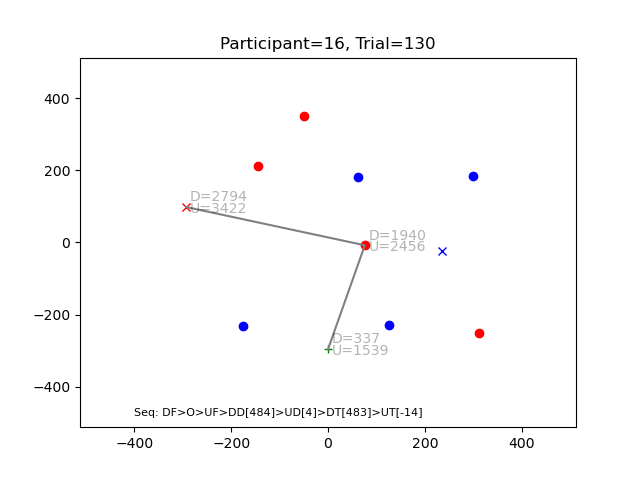 Participant=16, Trial=130
400
200
0
−200
−400
D=2794
U=3422
D=1940
U=2456
D=337
U=1539
Seq: DF>O>UF>DD[484]>UD[4]>DT[483]>UT[-14]
−400 −200 0 200 400